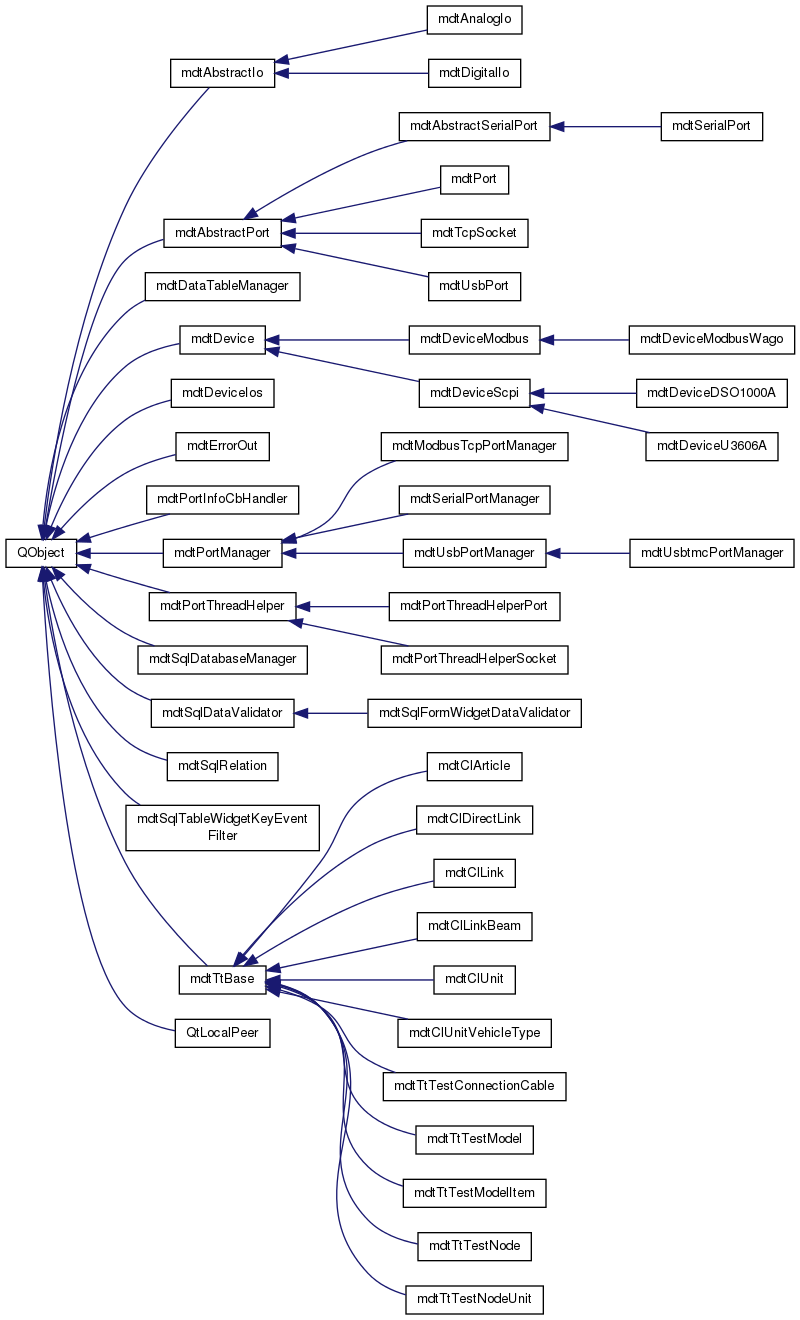 mdtAnalogIo
mdtAbstractIo
mdtDigitalIo
mdtAbstractSerialPort
mdtSerialPort
mdtPort
mdtAbstractPort
mdtTcpSocket
mdtDataTableManager
mdtUsbPort
mdtDevice
mdtDeviceModbus
mdtDeviceModbusWago
mdtDeviceIos
mdtDeviceScpi
mdtDeviceDSO1000A
mdtErrorOut
mdtModbusTcpPortManager
mdtDeviceU3606A
mdtPortInfoCbHandler
mdtSerialPortManager
QObject
mdtPortManager
mdtUsbPortManager
mdtUsbtmcPortManager
mdtPortThreadHelper
mdtPortThreadHelperPort
mdtSqlDatabaseManager
mdtPortThreadHelperSocket
mdtSqlDataValidator
mdtSqlFormWidgetDataValidator
mdtSqlRelation
mdtClArticle
mdtSqlTableWidgetKeyEvent
Filter
mdtClDirectLink
mdtClLink
mdtClLinkBeam
mdtTtBase
mdtClUnit
QtLocalPeer
mdtClUnitVehicleType
mdtTtTestConnectionCable
mdtTtTestModel
mdtTtTestModelItem
mdtTtTestNode
mdtTtTestNodeUnit